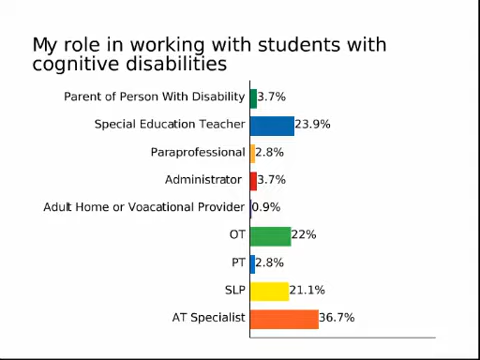 My role in working with students with
cognitive disabilities
Parent of Person With Disability 3.7%
Special Education Teacher 23.9%
Paraprofessional 2.8%
Administrator 3.7%
Adult Home or Voacational Provider 0.9%
OT 22%
PT 2.8%
SLP 21.1%
AT Specialist 36.7%